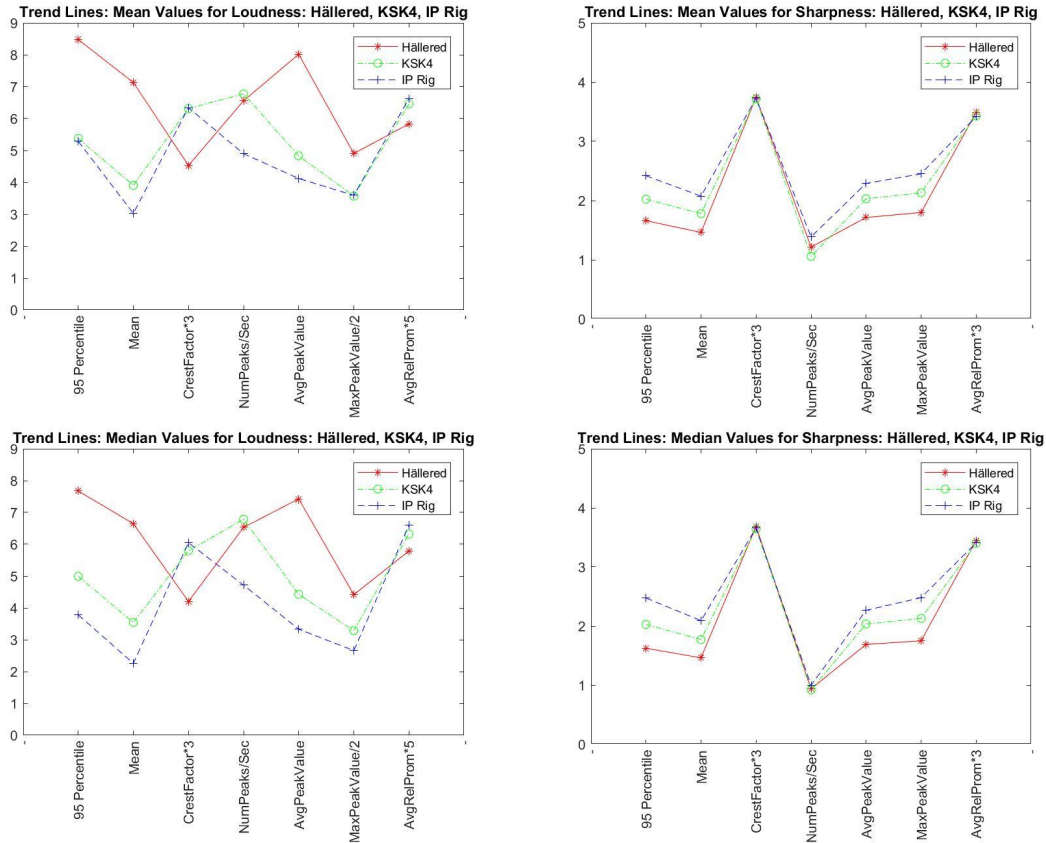 Trend Lines: Mean Values for Loudness: Hällered, KSK4, IP Rig
9
8
7
6
5
4
3
2
1
0
Hällered
KSK4
IP Rig
95 Percentile
Mean
CrestFactor*3
NumPeaks/Sec
AvgPeakValue
MaxPeakValue/2
AvgRelProm*5
Trend Lines: Mean Values for Sharpness: Hällered, KSK4, IP Rig
5
4
3
2
1
0
Hällered
KSK4
IP Rig
95 Percentile
Mean
CrestFactor*3
NumPeaks/Sec
AvgPeakValue
MaxPeakValue
AvgRelProm*3
Trend Lines: Median Values for Loudness: Hällered, KSK4, IP Rig
9
8
7
6
5
4
3
2
1
0
Hällered
KSK4
IP Rig
95 Percentile
Mean
CrestFactor*3
NumPeaks/Sec
AvgPeakValue
MaxPeakValue/2
AvgRelProm*5
Trend Lines: Median Values for Sharpness: Hällered, KSK4, IP Rig
5
4
3
2
1
0
Hällered
KSK4
IP Rig
95 Percentile
Mean
CrestFactor*3
NumPeaks/Sec
AvgPeakValue
MaxPeakValue
AvgRelProm*3